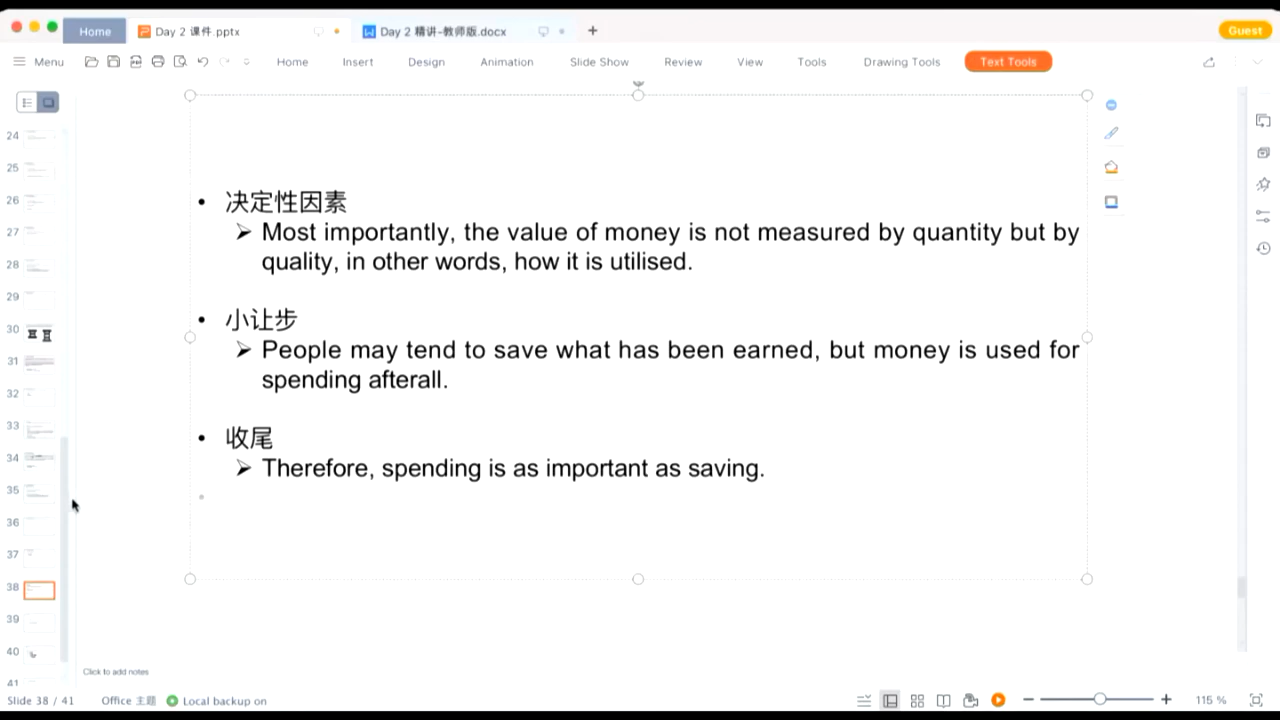 Home
Day 2 课件.pptx
Day 2 精讲-教师版.docx
Guest
Menu
Home
Insert
Design
Animation
Slide Show
Review
View
Tools
Drawing Tools
Text Tools
24
25
26
27
28
29
30
31
32
33
34
35
36
37
38
39
40
41
• 决定性因素
➢ Most importantly, the value of money is not measured by quantity but by
quality, in other words, how it is utilised.
• 小让步
➢ People may tend to save what has been earned, but money is used for
spending afterall.
• 收尾
➢ Therefore, spending is as important as saving.
Click to add notes
Slide 38 / 41
Office 主题
Local backup on
115 %